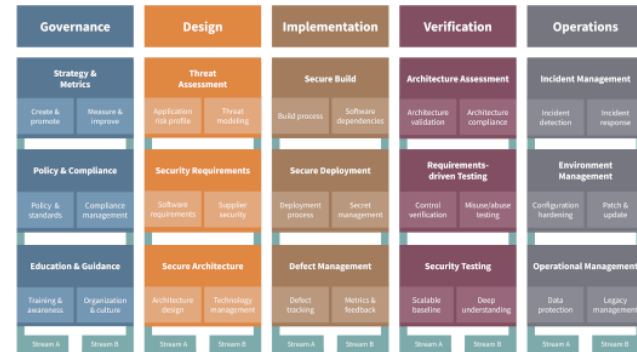 Governance
Design
Implementation
Verification
Operations
Strategy &
Metrics
Create &
promote
Measure &
improve
Threat
Assessment
Application
risk profile
Threat
modeling
Secure Build
Build process
Software
dependencies
Architecture Assessment
Architecture
validation
Architecture
compliance
Incident Management
Incident
detection
Incident
response
Policy & Compliance
Policy &
standards
Compliance
management
Security Requirements
Software
requirements
Supplier
security
Secure Deployment
Deployment
process
Secret
management
Requirements-
driven Testing
Control
verification
Misuse/abuse
testing
Environment
Management
Configuration
hardening
Patch &
update
Education & Guidance
Training &
awareness
Organization
& culture
Secure Architecture
Architecture
design
Technology
management
Defect Management
Defect
tracking
Metrics &
feedback
Security Testing
Scalable
baseline
Deep
understanding
Operational Management
Data
protection
Legacy
management
Stream A
Stream B
Stream A
Stream B
Stream A
Stream B
Stream A
Stream B
Stream A
Stream B